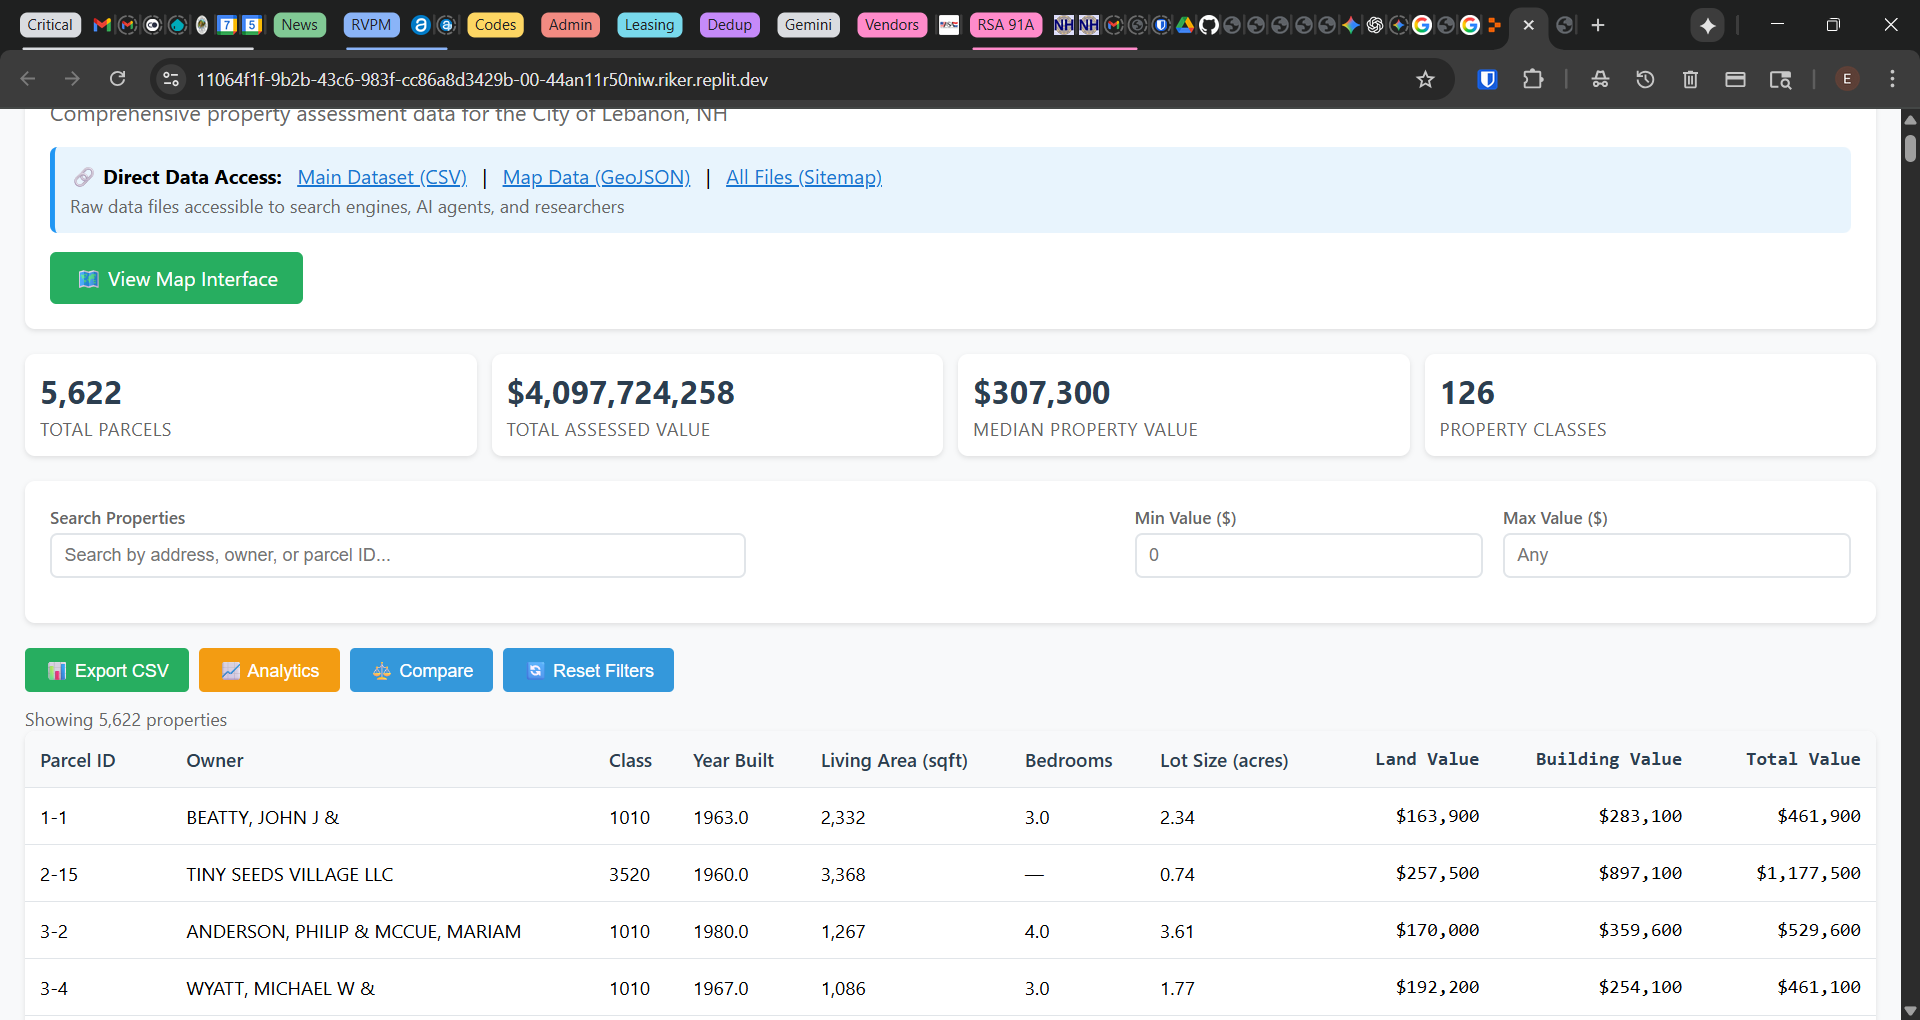 Critical
7
5
News
RVPM
Codes
Admin
Leasing
Dedup
Gemini
Vendors
RSA 91A
NH
NH
11064f1f-9b2b-43c6-983f-cc86a8d3429b-00-44an11r50niw.riker.replit.dev
E
Comprehensive property assessment data for the City of Lebanon, NH
Direct Data Access: Main Dataset (CSV) | Map Data (GeoJSON) | All Files (Sitemap)
Raw data files accessible to search engines, AI agents, and researchers
View Map Interface
5,622
TOTAL PARCELS
$4,097,724,258
TOTAL ASSESSED VALUE
$307,300
MEDIAN PROPERTY VALUE
126
PROPERTY CLASSES
Search Properties
Search by address, owner, or parcel ID...
Min Value ($)
0
Max Value ($)
Any
Export CSV
Analytics
Compare
Reset Filters
Showing 5,622 properties
Parcel ID Owner Class Year Built Living Area (sqft) Bedrooms Lot Size (acres) Land Value Building Value Total Value
1-1 BEATTY, JOHN J & 1010 1963.0 2,332 3.0 2.34 $163,900 $283,100 $461,900
2-15 TINY SEEDS VILLAGE LLC 3520 1960.0 3,368 — 0.74 $257,500 $897,100 $1,177,500
3-2 ANDERSON, PHILIP & MCCUE, MARIAM 1010 1980.0 1,267 4.0 3.61 $170,000 $359,600 $529,600
3-4 WYATT, MICHAEL W & 1010 1967.0 1,086 3.0 1.77 $192,200 $254,100 $461,100